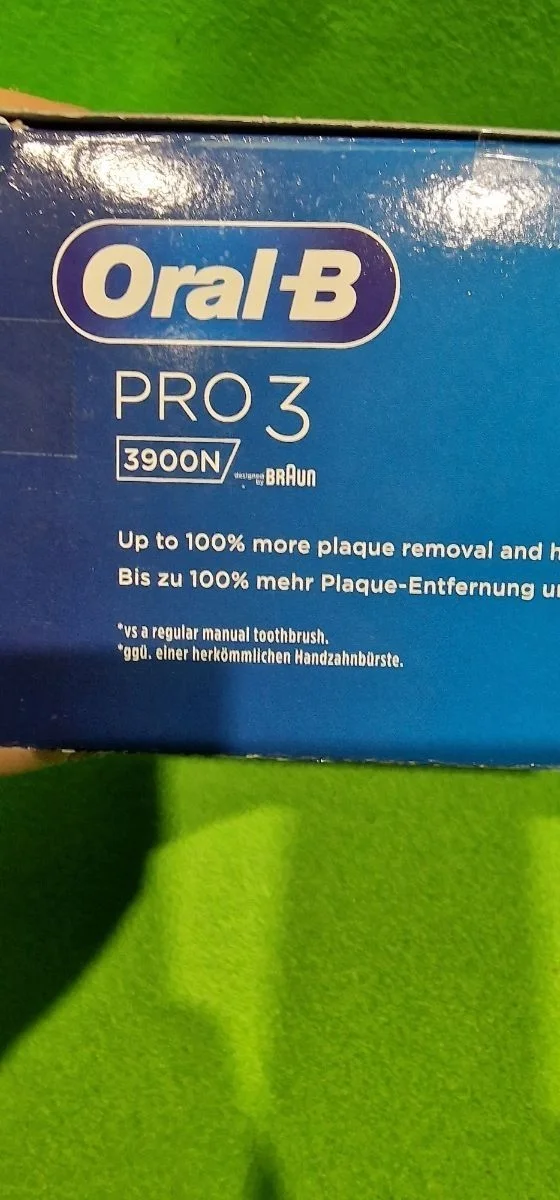 Oral-B
PRO 3
3900N
designed by BRAUN
Up to 100% more plaque removal and h
Bis zu 100% mehr Plaque-Entfernung u
*vs a regular manual toothbrush.
*ggü. einer herkömmlichen Handzahnbürste.